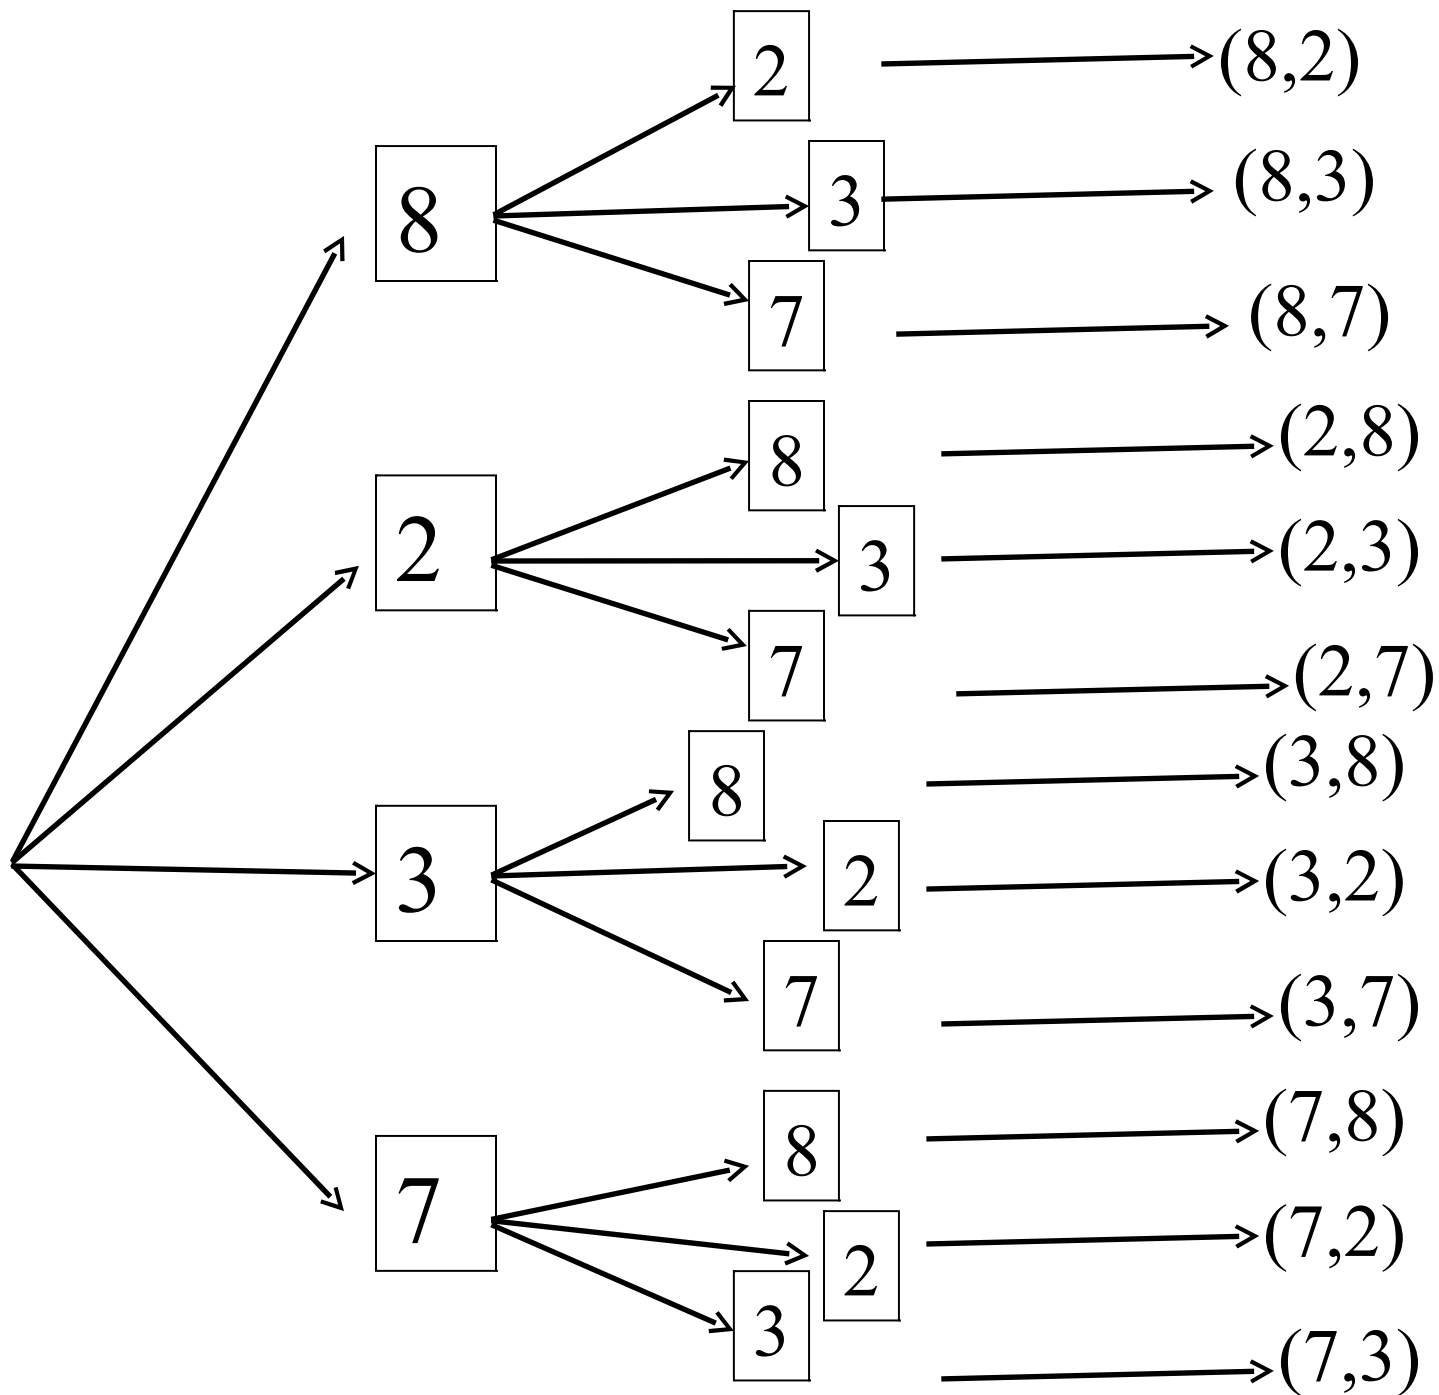 2 (8,2)
8 3 (8,3)
7 (8,7)
8 (2,8)
2 3 (2,3)
7 (2,7)
8 (3,8)
3 2 (3,2)
7 (3,7)
8 (7,8)
7 2 (7,2)
3 (7,3)